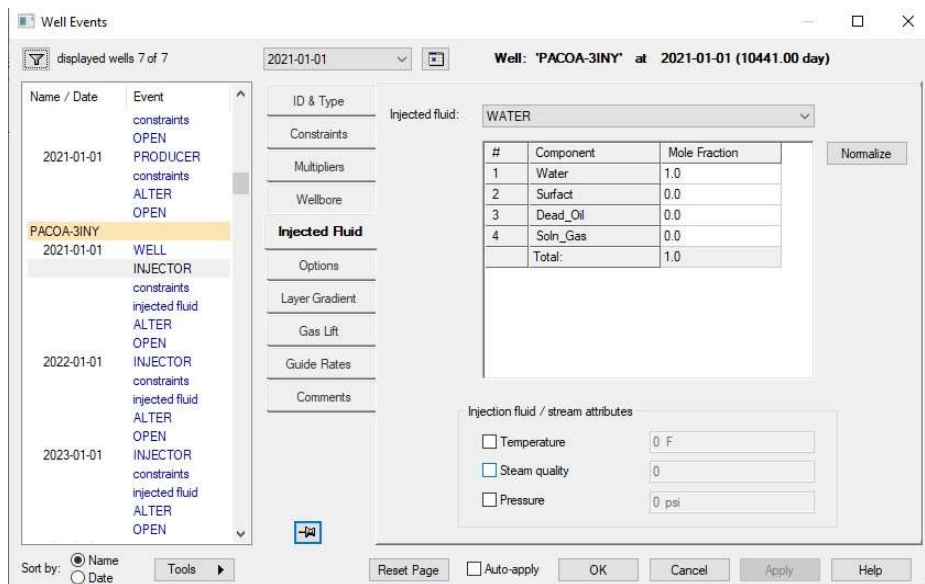 Well Events
displayed wells 7 of 7
2021-01-01
Well: 'PACOA-3INY' at 2021-01-01 (10441.00 day)
Name / Date Event
constraints
OPEN
2021-01-01 PRODUCER
constraints
ALTER
OPEN
PACOA-3INY
2021-01-01 WELL
INJECTOR
constraints
injected fluid
ALTER
OPEN
2022-01-01 INJECTOR
constraints
injected fluid
ALTER
OPEN
2023-01-01 INJECTOR
constraints
injected fluid
ALTER
OPEN
ID & Type
Constraints
Multipliers
Wellbore
Injected Fluid
Options
Layer Gradient
Gas Lift
Guide Rates
Comments
Injected fluid: WATER
# Component Mole Fraction
1 Water 1.0
2 Surfact 0.0
3 Dead_Oil 0.0
4 Soln_Gas 0.0
Total: 1.0
Normalize
Injection fluid / stream attributes
Temperature 0 F
Steam quality 0
Pressure 0 psi
Sort by: Name
Date
Tools
Reset Page
Auto-apply
OK
Cancel
Apply
Help